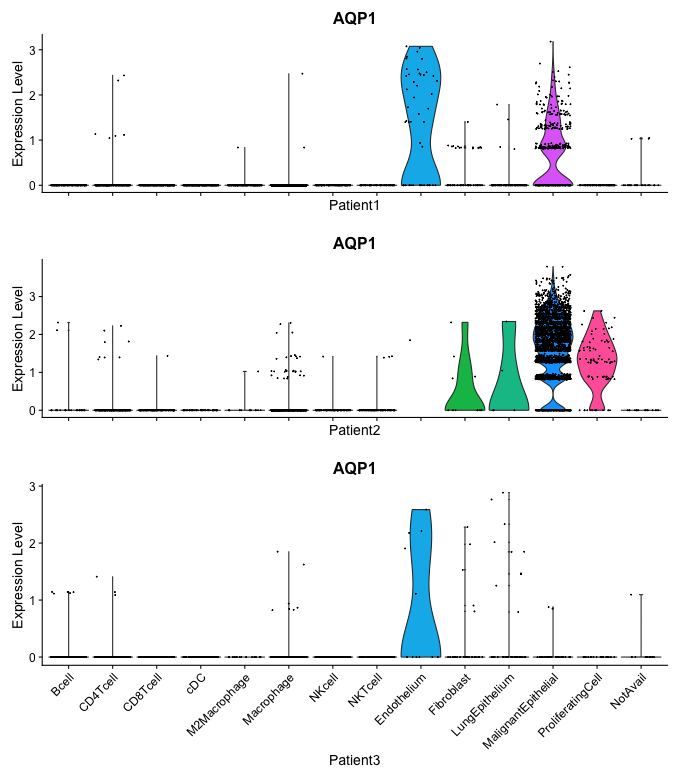 AQP1
Expression Level
3
2
1
0
Patient1
AQP1
Expression Level
3
2
1
0
Patient2
AQP1
Expression Level
3
2
1
0
Bcell
CD4Tcell
CD8Tcell
cDC
M2Macrophage
Macrophage
NKcell
NKTcell
Endothelium
Fibroblast
LungEpithelium
MalignantEpithelial
ProliferatingCell
NotAvail
Patient3